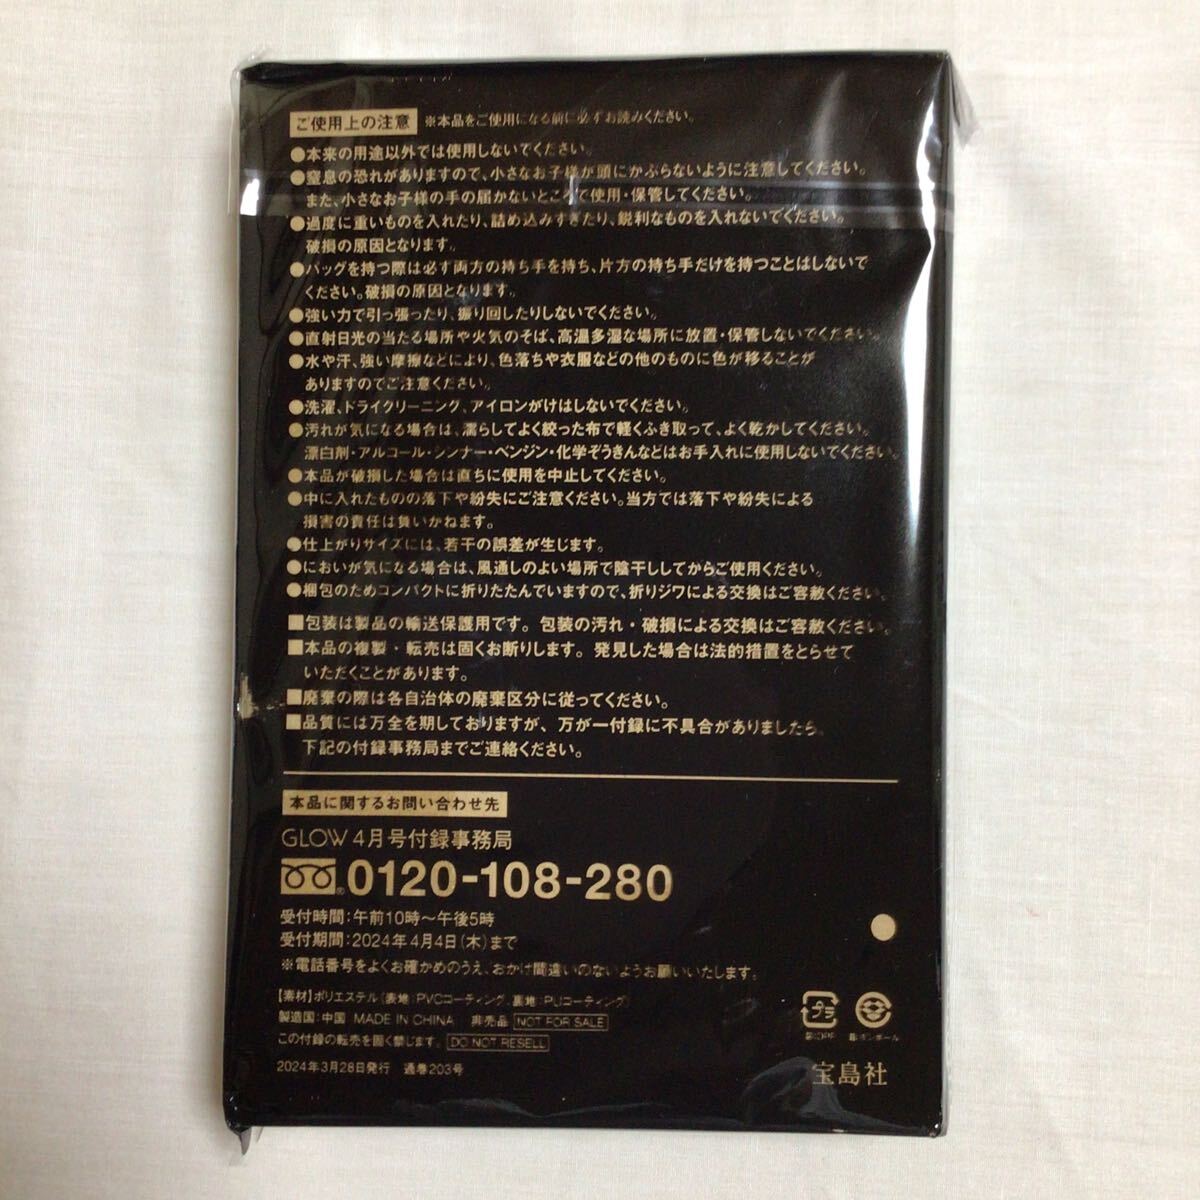 ご使用上の注意 ※本品をご使用になる前に必ずお読みください。
●本来の用途以外では使用しないでください。
●窒息の恐れがありますので、小さなお子様が頭にかぶらないように注意してください。
また、小さなお子様の手の届かないところで使用・保管してください。
●過度に重いものを入れたり、詰め込みすぎたり、鋭利なものを入れないでください。
破損の原因となります。
●バッグを持つ際は必ず両方の持ち手を持ち、片方の持ち手だけを持つことはしないで
ください。破損の原因となります。
●強い力で引っ張ったり、振り回したりしないでください。
●直射日光の当たる場所や火気のそば、高温多湿な場所に放置・保管しないでください。
●水や汗、強い摩擦などにより、色落ちや衣服などの他のものに色が移ることが
ありますのでご注意ください。
●洗濯、ドライクリーニング、アイロンがけはしないでください。
●汚れが気になる場合は、濡らしてよく絞った布で軽くふき取って、よく乾かしてください。
漂白剤・アルコール・シンナー・ベンジン・化学ぞうきんなどはお手入れに使用しないでください。
●本品が破損した場合は直ちに使用を中止してください。
●中に入れたものの落下や紛失にご注意ください。当方では落下や紛失による
損害の責任は負いかねます。
●仕上がりサイズには、若干の誤差が生じます。
●においが気になる場合は、風通しのよい場所で陰干ししてからご使用ください。
●梱包のためコンパクトに折りたたんでいますので、折りジワによる交換はご容赦ください。
■包装は製品の輸送保護用です。包装の汚れ・破損による交換はご容赦ください。
■本品の複製・転売は固くお断りします。発見した場合は法的措置をとらせて
いただくことがあります。
■廃棄の際は各自治体の廃棄区分に従ってください。
■品質には万全を期しておりますが、万が一付録に不具合がありましたら、
下記の付録事務局までご連絡ください。
本品に関するお問い合わせ先
GLOW 4月号付録事務局
® 0120-108-280
受付時間：午前10時〜午後5時
受付期間：2024年4月4日(木)まで
※電話番号をよくお確かめのうえ、おかけ間違いのないようお願いいたします。
【素材】ポリエステル(表地：PVCコーティング、裏地：PUコーティング)
製造国：中国 MADE IN CHINA 非売品 NOT FOR SALE
この付録の転売を固く禁じます。 DO NOT RESELL
2024年3月28日発行 通巻203号
プラ
袋：OPP
箱：ダンボール
宝島社